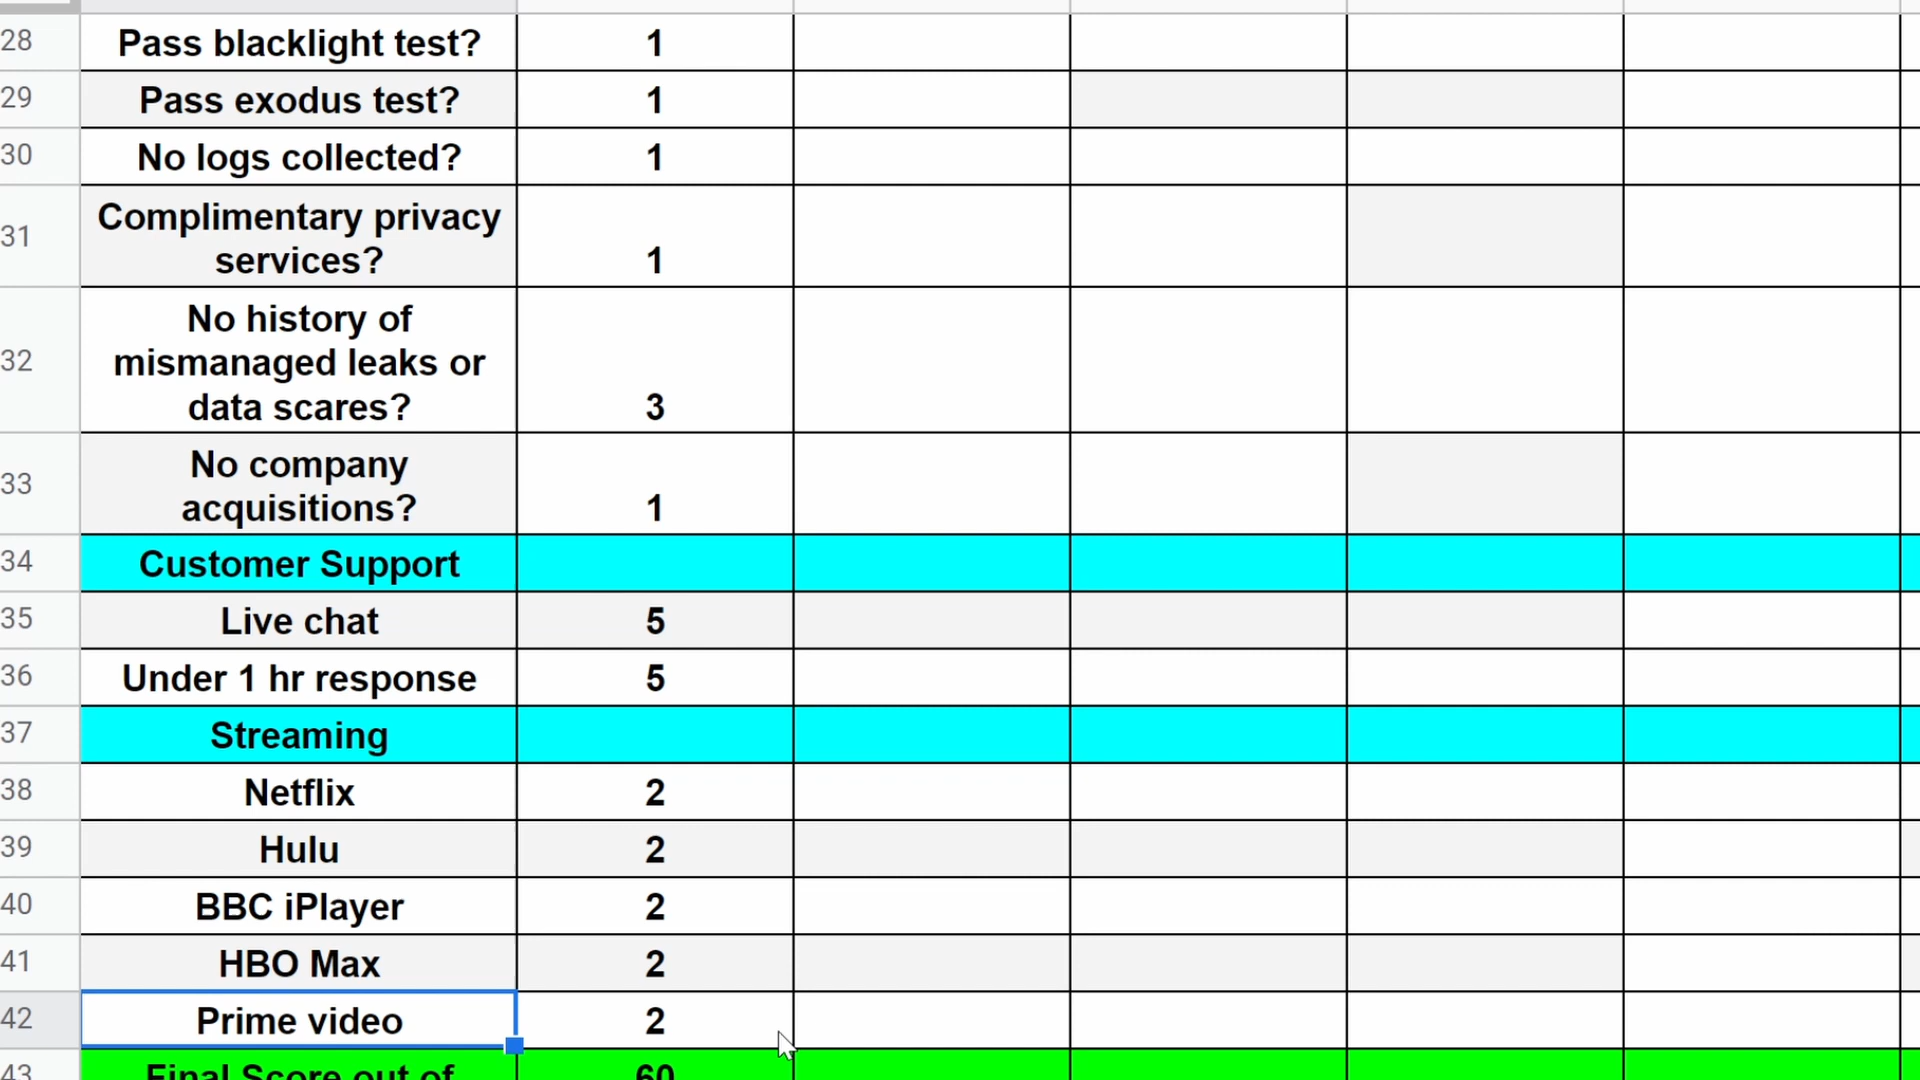 28 Pass blacklight test? 1
29 Pass exodus test? 1
30 No logs collected? 1
31 Complimentary privacy
services? 1
32 No history of
mismanaged leaks or
data scares? 3
33 No company
acquisitions? 1
34 Customer Support
35 Live chat 5
36 Under 1 hr response 5
37 Streaming
38 Netflix 2
39 Hulu 2
40 BBC iPlayer 2
41 HBO Max 2
42 Prime video 2
43 Final Score out of 60